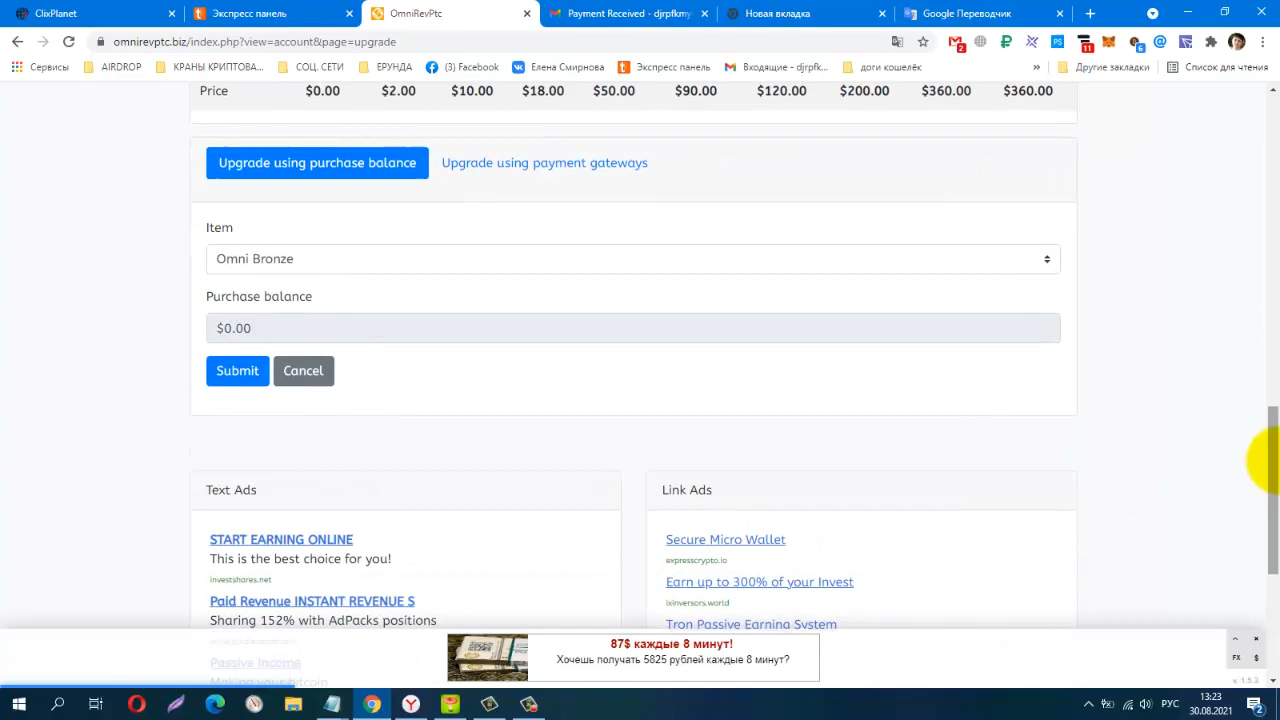 ClixPlanet
Экспресс панель
OmniRevPtc
Payment Received - djrpfkmy
Новая вкладка
Google Переводчик
omnirevptc.biz/index.php?view=account&page=upgrade
Сервисы
AIRDROP
КРАНЫ КРИПТОВА...
СОЦ. СЕТИ
ЕРУНДА
(3) Facebook
Елена Смирнова
Экспресс панель
Входящие - djrpfk...
доги кошелёк
»
Другие закладки
Список для чтения
Price $0.00 $2.00 $10.00 $18.00 $50.00 $90.00 $120.00 $200.00 $360.00 $360.00
Upgrade using purchase balance
Upgrade using payment gateways
Item
Omni Bronze
Purchase balance
$0.00
Submit
Cancel
Text Ads
START EARNING ONLINE
This is the best choice for you!
investshares.net
Paid Revenue INSTANT REVENUE S
Sharing 152% with AdPacks positions
Passive Income
Making your bitcoin
Link Ads
Secure Micro Wallet
expresscrypto.io
Earn up to 300% of your Invest
ixinversors.world
Tron Passive Earning System
87$ каждые 8 минут!
Хочешь получать 5825 рублей каждые 8 минут?
FX $
v. 1.5.3
РУС
13:23
30.08.2021